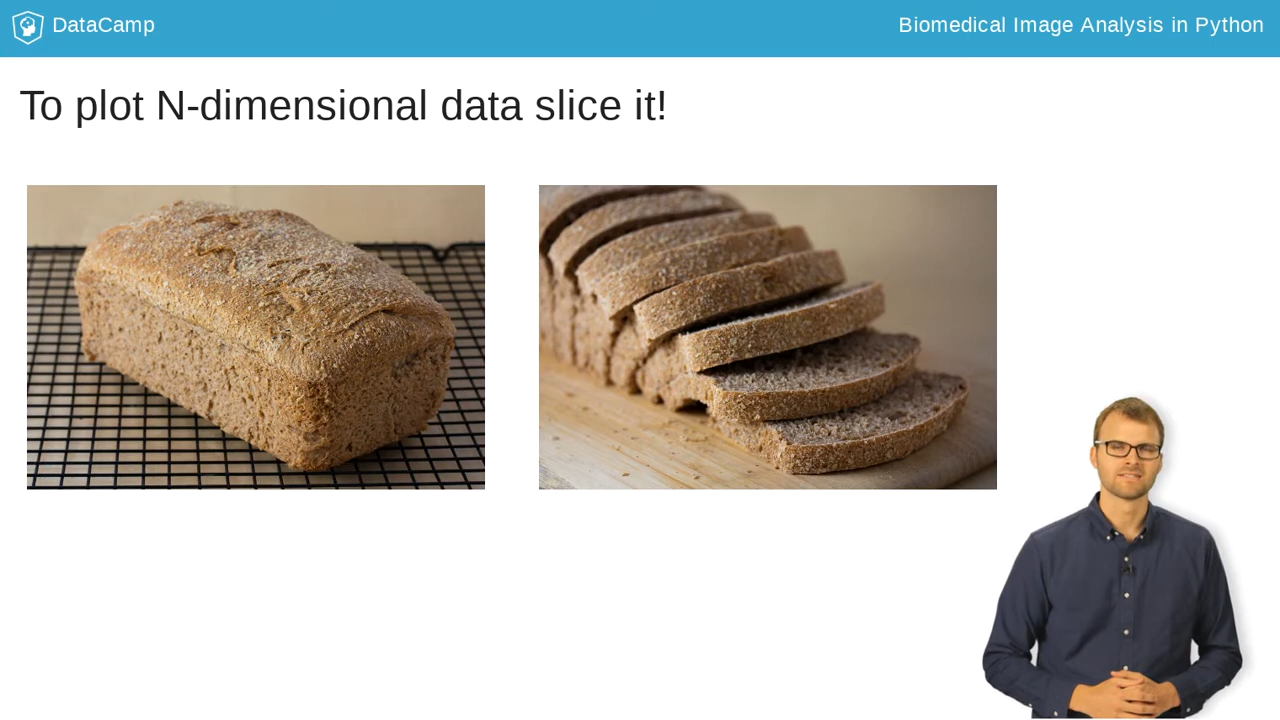 DataCamp
Biomedical Image Analysis in Python
To plot N-dimensional data slice it!